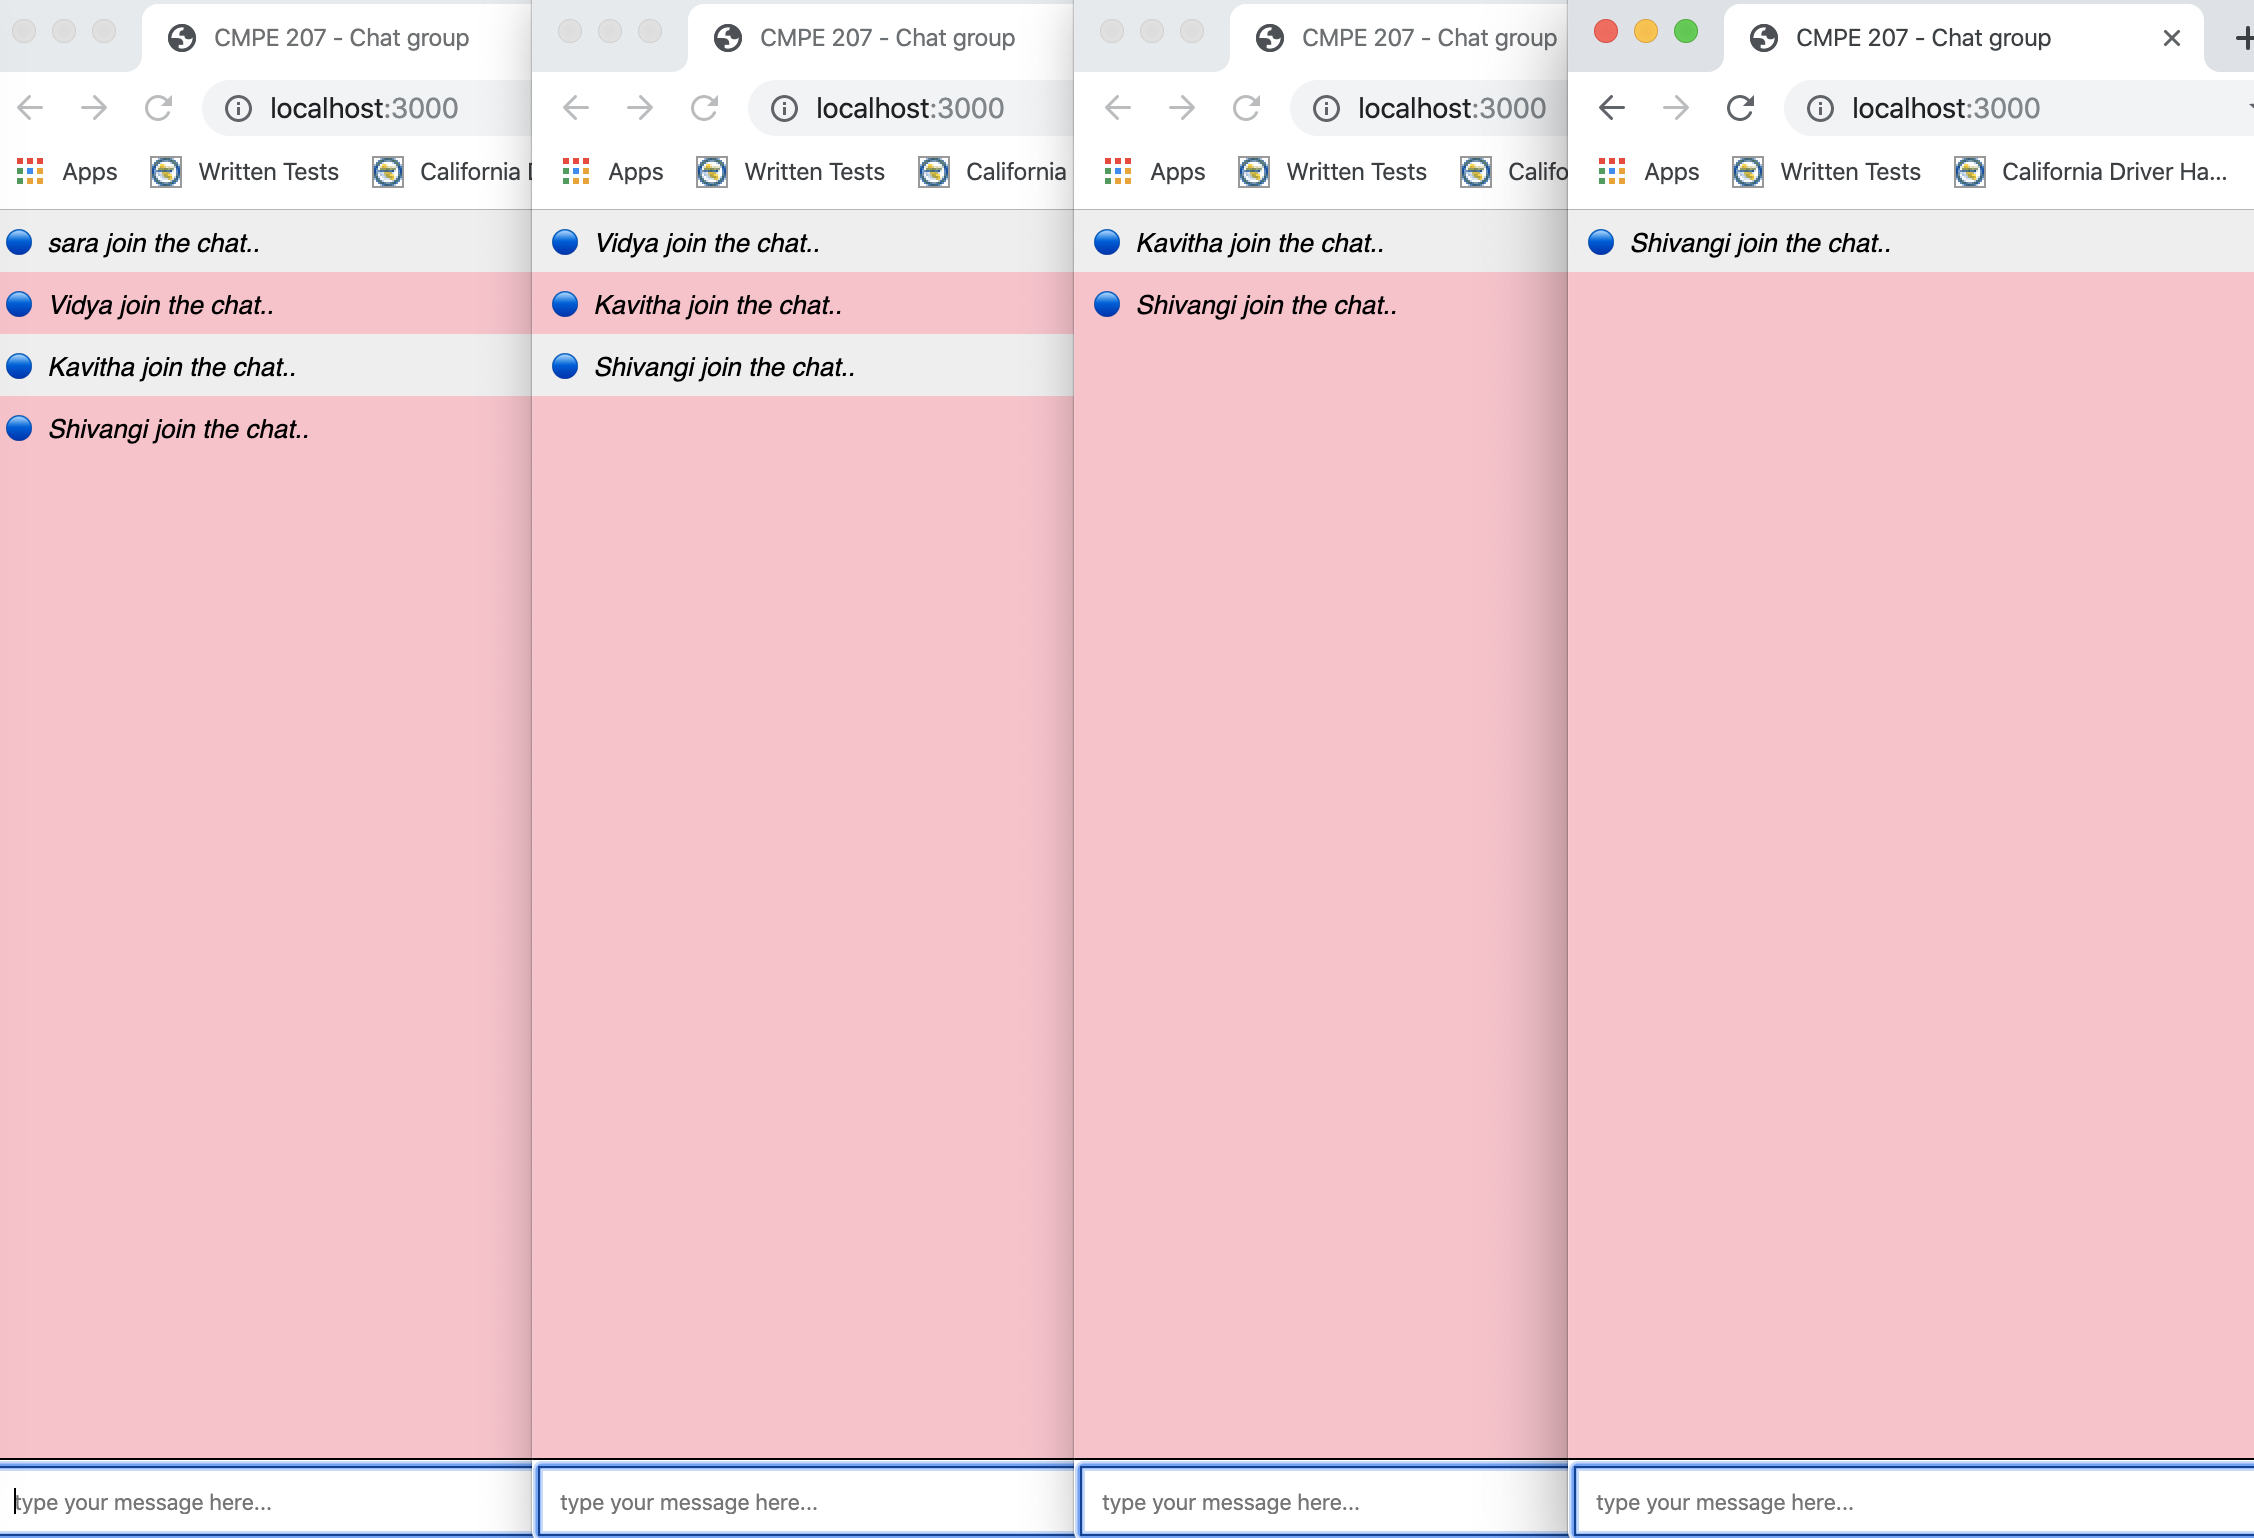 CMPE 207 - Chat group
localhost:3000
Apps Written Tests California
sara join the chat..
Vidya join the chat..
Kavitha join the chat..
Shivangi join the chat..
type your message here...
CMPE 207 - Chat group
localhost:3000
Apps Written Tests California
Vidya join the chat..
Kavitha join the chat..
Shivangi join the chat..
type your message here...
CMPE 207 - Chat group
localhost:3000
Apps Written Tests Califo
Kavitha join the chat..
Shivangi join the chat..
type your message here...
CMPE 207 - Chat group
localhost:3000
Apps Written Tests California Driver Ha...
Shivangi join the chat..
type your message here...